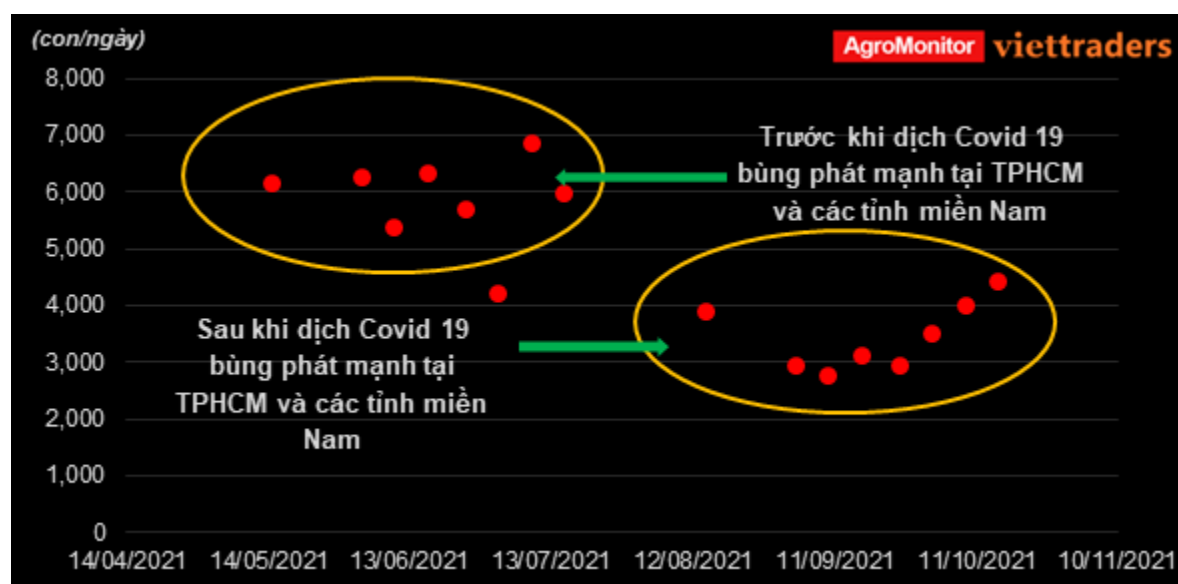 (con/ngày)
AgroMonitor viettraders
8,000
7,000
6,000
5,000
4,000
3,000
2,000
1,000
0
Trước khi dịch Covid 19
bùng phát mạnh tại TPHCM
và các tỉnh miền Nam
Sau khi dịch Covid 19
bùng phát mạnh tại
TPHCM và các tỉnh miền
Nam
14/04/2021 14/05/2021 13/06/2021 13/07/2021 12/08/2021 11/09/2021 11/10/2021 10/11/2021